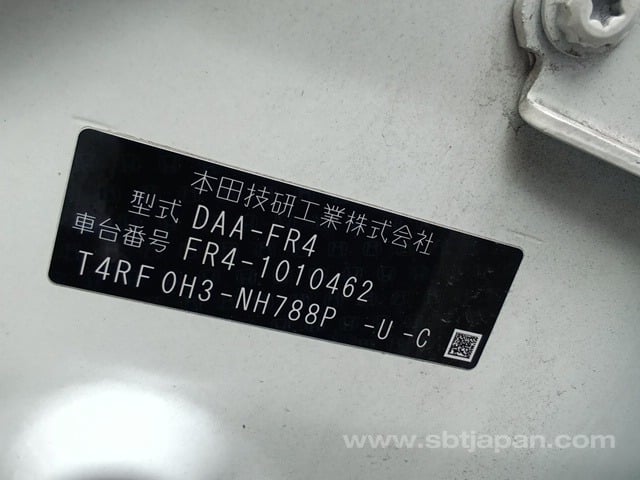 本田技研工業株式会社
型式 DAA-FR4
車台番号 FR4-1010462
T4RF 0H3-NH788P -U -C
www.sbtjapan.com